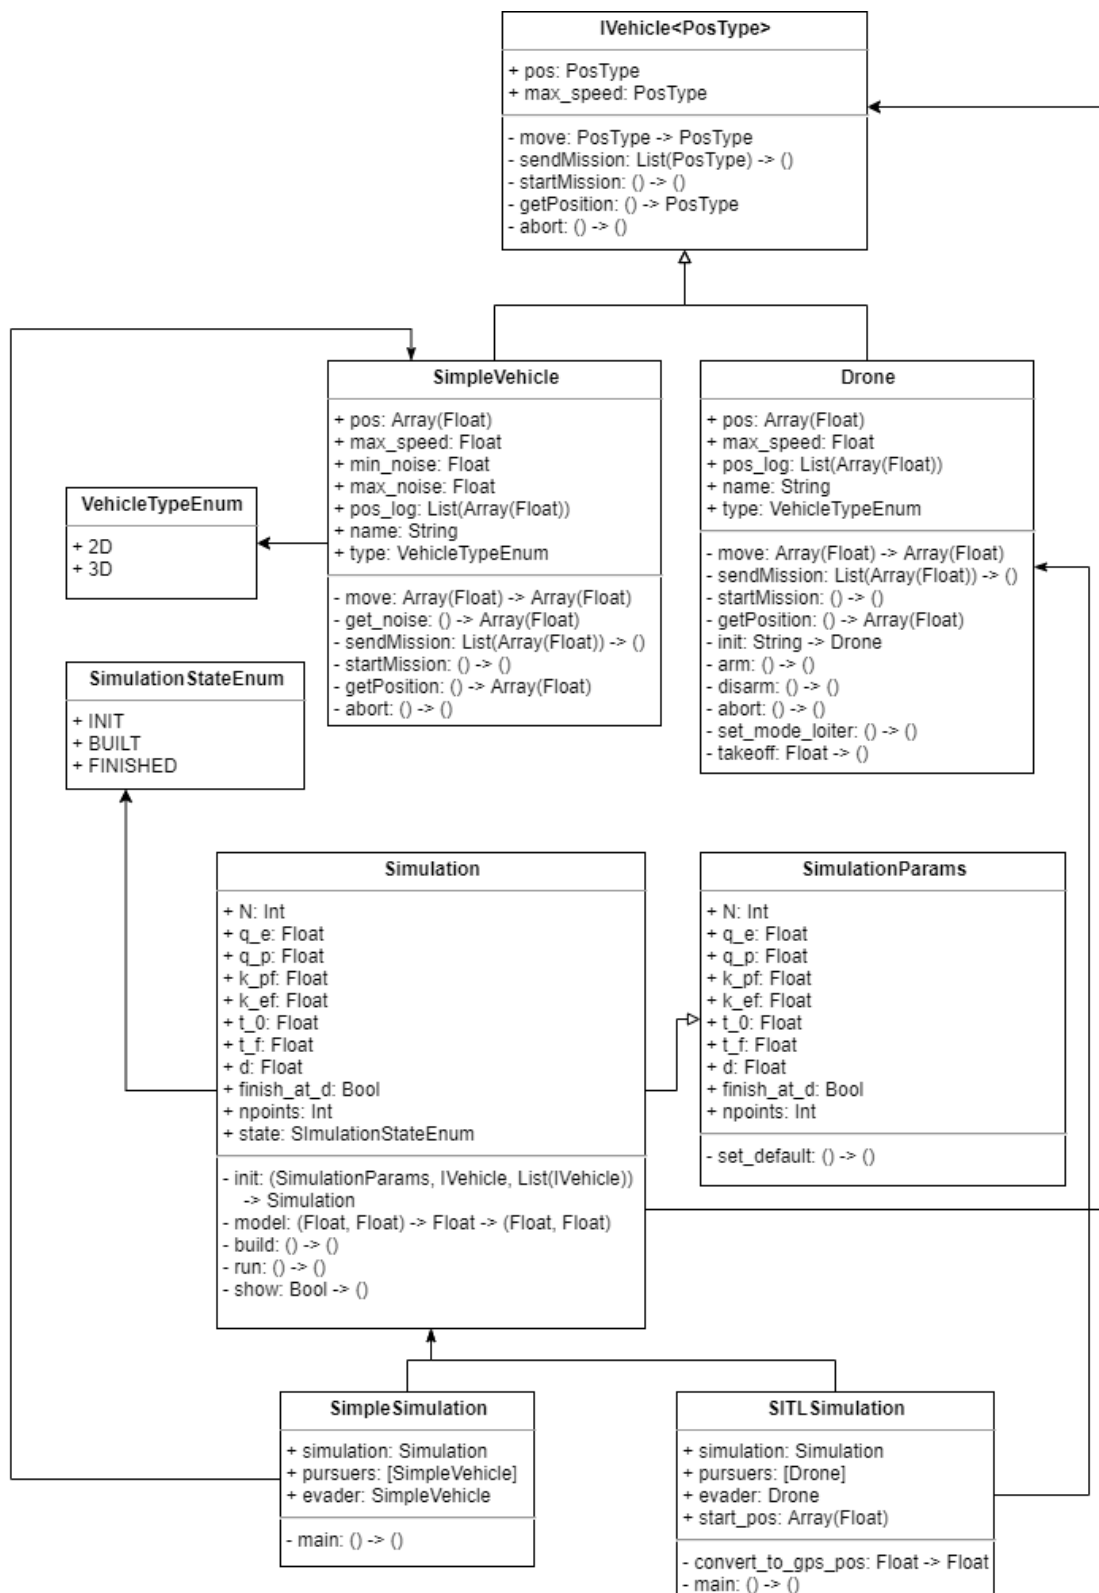 IVehicle<PosType>
+ pos: PosType
+ max_speed: PosType
- move: PosType -> PosType
- sendMission: List(PosType) -> ()
- startMission: () -> ()
- getPosition: () -> PosType
- abort: () -> ()
SimpleVehicle
+ pos: Array(Float)
+ max_speed: Float
+ min_noise: Float
+ max_noise: Float
+ pos_log: List(Array(Float))
+ name: String
+ type: VehicleTypeEnum
- move: Array(Float) -> Array(Float)
- get_noise: () -> Array(Float)
- sendMission: List(Array(Float)) -> ()
- startMission: () -> ()
- getPosition: () -> Array(Float)
- abort: () -> ()
Drone
+ pos: Array(Float)
+ max_speed: Float
+ pos_log: List(Array(Float))
+ name: String
+ type: VehicleTypeEnum
- move: Array(Float) -> Array(Float)
- sendMission: List(Array(Float)) -> ()
- startMission: () -> ()
- getPosition: () -> Array(Float)
- init: String -> Drone
- arm: () -> ()
- disarm: () -> ()
- abort: () -> ()
- set_mode_loiter: () -> ()
- takeoff: Float -> ()
VehicleTypeEnum
+ 2D
+ 3D
SimulationStateEnum
+ INIT
+ BUILT
+ FINISHED
Simulation
+ N: Int
+ q_e: Float
+ q_p: Float
+ k_pf: Float
+ k_ef: Float
+ t_0: Float
+ t_f: Float
+ d: Float
+ finish_at_d: Bool
+ npoints: Int
+ state: SImulationStateEnum
- init: (SimulationParams, IVehicle, List(IVehicle))
-> Simulation
- model: (Float, Float) -> Float -> (Float, Float)
- build: () -> ()
- run: () -> ()
- show: Bool -> ()
SimulationParams
+ N: Int
+ q_e: Float
+ q_p: Float
+ k_pf: Float
+ k_ef: Float
+ t_0: Float
+ t_f: Float
+ d: Float
+ finish_at_d: Bool
+ npoints: Int
- set_default: () -> ()
SimpleSimulation
+ simulation: Simulation
+ pursuers: [SimpleVehicle]
+ evader: SimpleVehicle
- main: () -> ()
SITLSimulation
+ simulation: Simulation
+ pursuers: [Drone]
+ evader: Drone
+ start_pos: Array(Float)
- convert_to_gps_pos: Float -> Float
- main: () -> ()